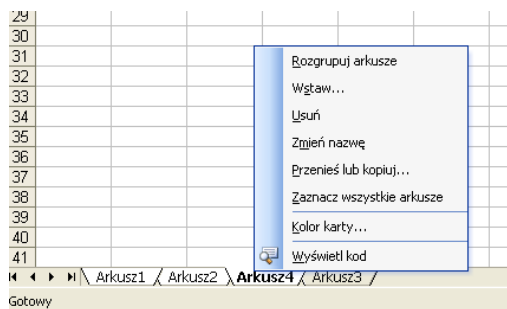 29
30
31
32
33
34
35
36
37
38
39
40
41
Rozgrupuj arkusze
Wstaw...
Usuń
Zmień nazwę
Przenieś lub kopiuj...
Zaznacz wszystkie arkusze
Kolor karty...
Wyświetl kod
Arkusz1 / Arkusz2 \ Arkusz4 / Arkusz3 /
Gotowy